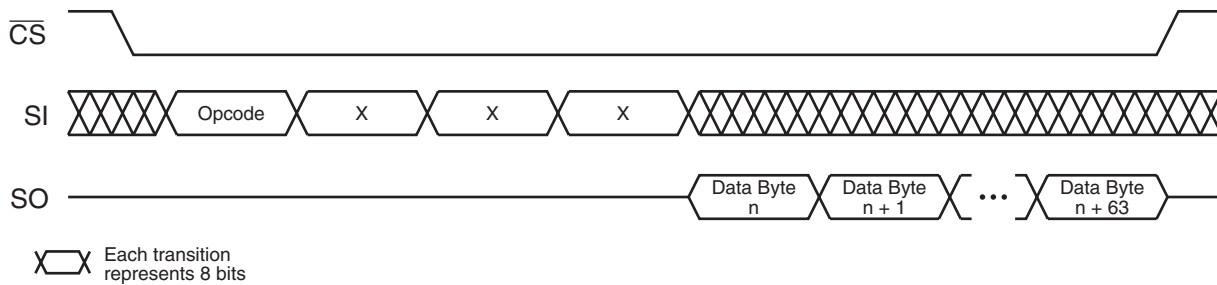 CS
SI
Opcode
X
X
X
SO
Data Byte
n
Data Byte
n + 1
•••
Data Byte
n + 63
Each transition
represents 8 bits